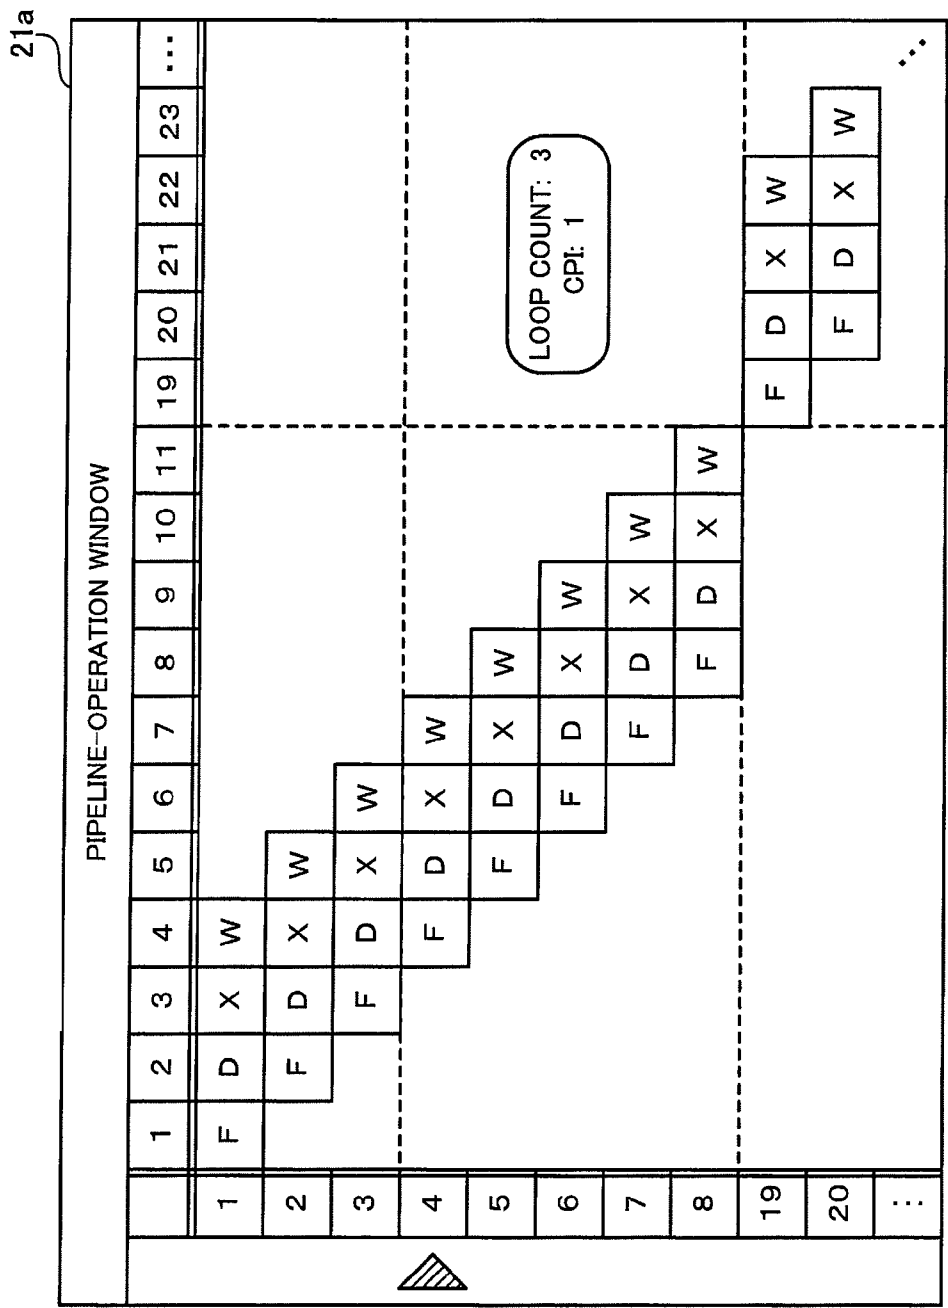 21a
PIPELINE-OPERATION WINDOW
1 2 3 4 5 6 7 8 9 10 11 19 20 21 22 23 ...
1 F D X W
2 F D X W
3 F D X W
4 F D X W
5 F D X W
6 F D X W
7 F D X W
8 F D X W
LOOP COUNT: 3
CPI: 1
19 F D X W
20 F D X W
... ...